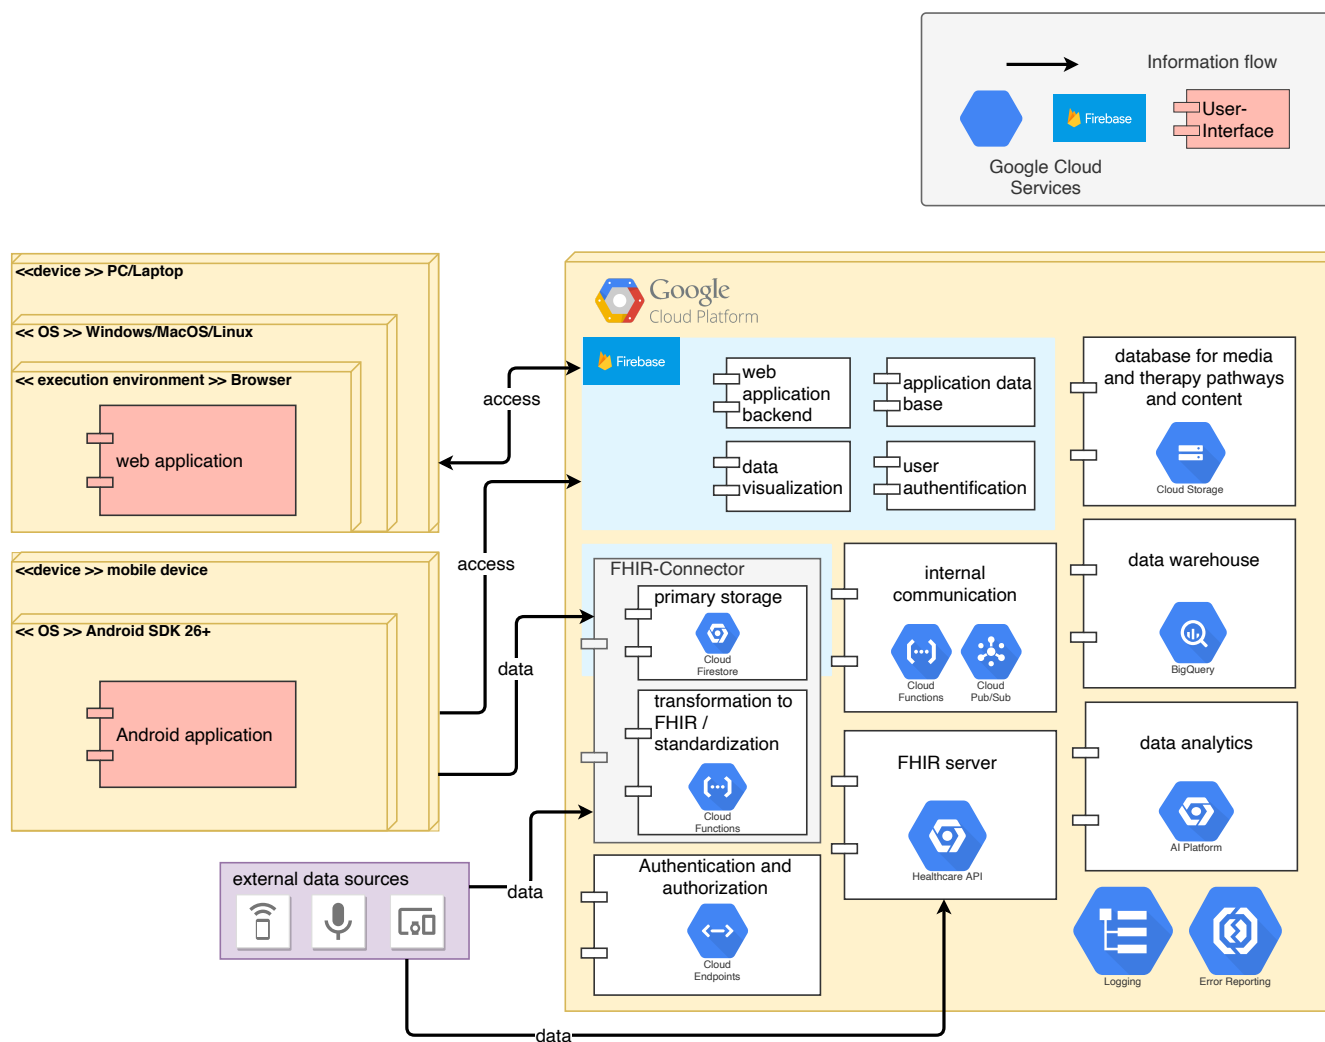 Information flow
Firebase
User-
Interface
Google Cloud
Services
<<device >> PC/Laptop
<< OS >> Windows/MacOS/Linux
<< execution environment >> Browser
web application
access
<<device >> mobile device
<< OS >> Android SDK 26+
Android application
access
data
external data sources
data
data
Google
Cloud Platform
Firebase
web
application
backend
application data
base
data
visualization
user
authentification
database for media
and therapy pathways
and content
Cloud Storage
FHIR-Connector
primary storage
Cloud
Firestore
transformation to
FHIR /
standardization
Cloud
Functions
internal
communication
Cloud
Functions
Cloud
Pub/Sub
data warehouse
BigQuery
FHIR server
Healthcare API
data analytics
AI Platform
Authentication and
authorization
Cloud
Endpoints
Logging
Error Reporting